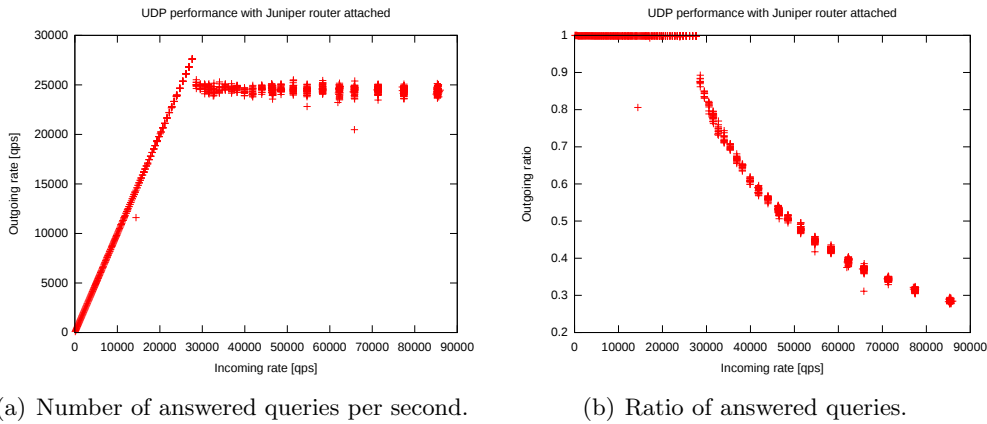 UDP performance with Juniper router attached
30000
25000
20000
15000
10000
5000
0
Outgoing rate [qps]
0 10000 20000 30000 40000 50000 60000 70000 80000 90000
Incoming rate [qps]
(a) Number of answered queries per second.
UDP performance with Juniper router attached
1
0.9
0.8
0.7
0.6
0.5
0.4
0.3
0.2
Outgoing ratio
0 10000 20000 30000 40000 50000 60000 70000 80000 90000
Incoming rate [qps]
(b) Ratio of answered queries.